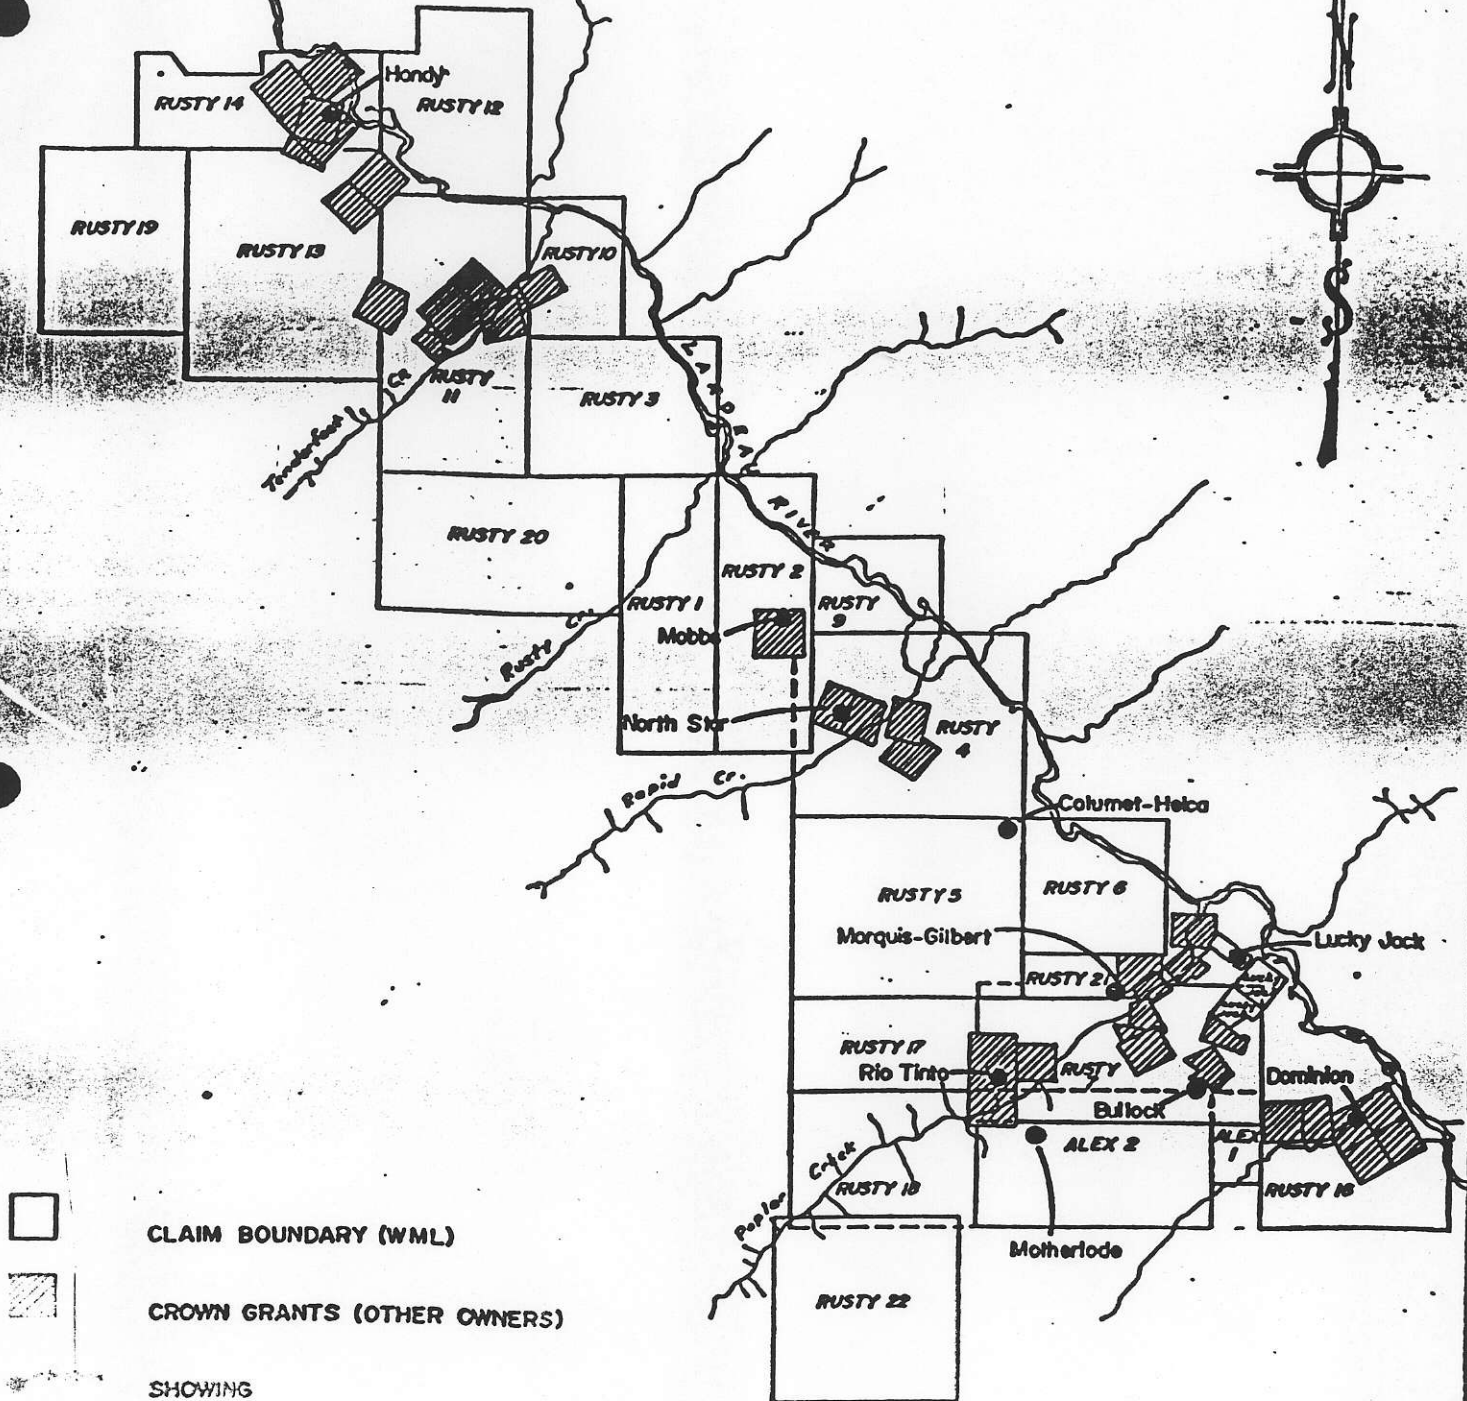 N
Hondy
RUSTY 14
RUSTY 12
RUSTY 19
RUSTY 13
RUSTY 10
S
LARDEAU
RUSTY
11
Cr.
RUSTY 3
Tenderfoot
RIVER
RUSTY 20
RUSTY 2
RUSTY 1
RUSTY
9
Rusty Cr.
Mobbs
North Star
RUSTY
4
Rapid Cr.
Columet-Helca
RUSTY 5
RUSTY 6
Morquis-Gilbert
Lucky Jock
RUSTY 21
RUSTY 17
Rio Tinto
RUSTY
7
Dominion
Bullock
ALEX 2
ALEX
1
Poplar Creek
RUSTY 18
RUSTY 16
Motherlode
RUSTY 22
CLAIM BOUNDARY (WML)
CROWN GRANTS (OTHER OWNERS)
SHOWING